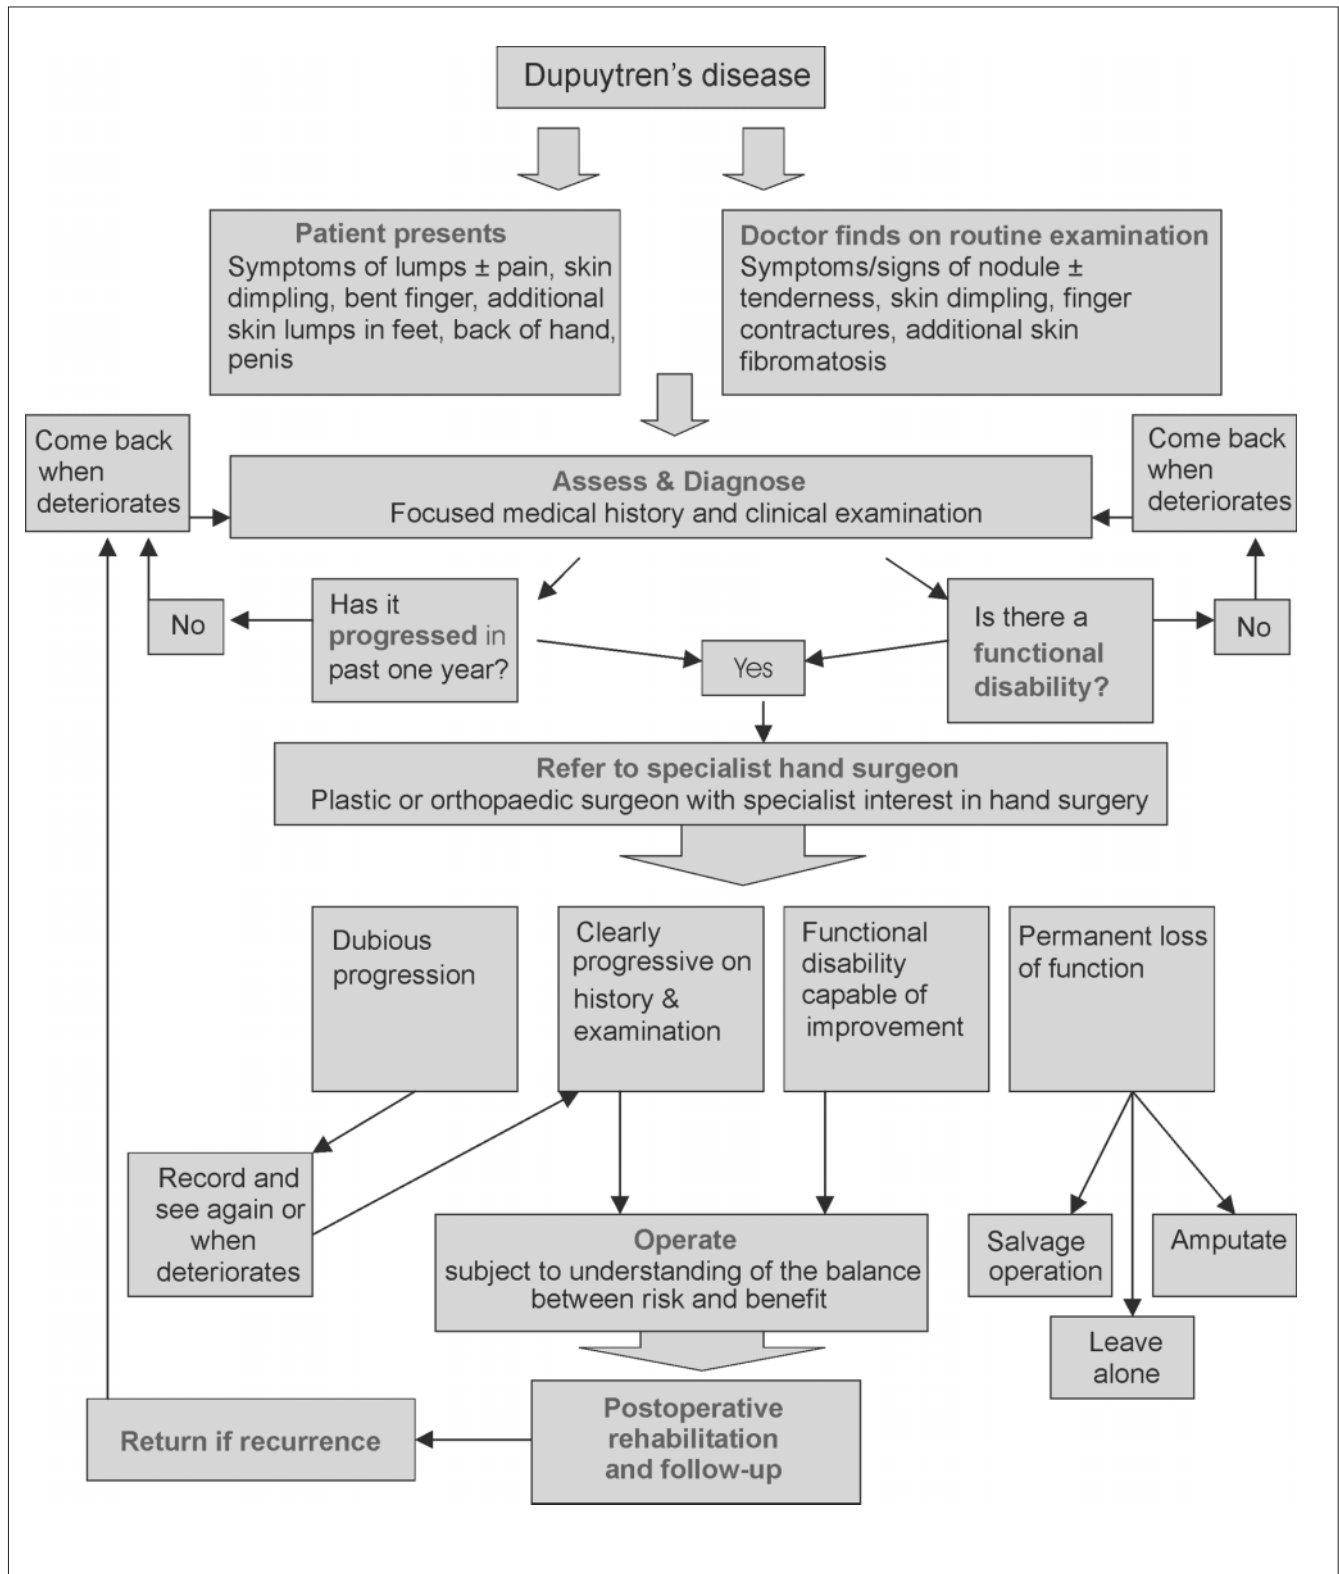 Dupuytren's disease
Patient presents
Symptoms of lumps ± pain, skin
dimpling, bent finger, additional
skin lumps in feet, back of hand,
penis
Doctor finds on routine examination
Symptoms/signs of nodule ±
tenderness, skin dimpling, finger
contractures, additional skin
fibromatosis
Come back
when
deteriorates
Assess & Diagnose
Focused medical history and clinical examination
Come back
when
deteriorates
No
Has it
progressed in
past one year?
Yes
Is there a
functional
disability?
No
Refer to specialist hand surgeon
Plastic or orthopaedic surgeon with specialist interest in hand surgery
Dubious
progression
Clearly
progressive on
history &
examination
Functional
disability
capable of
improvement
Permanent loss
of function
Record and
see again or
when
deteriorates
Operate
subject to understanding of the balance
between risk and benefit
Salvage
operation
Amputate
Leave
alone
Postoperative
rehabilitation
and follow-up
Return if recurrence